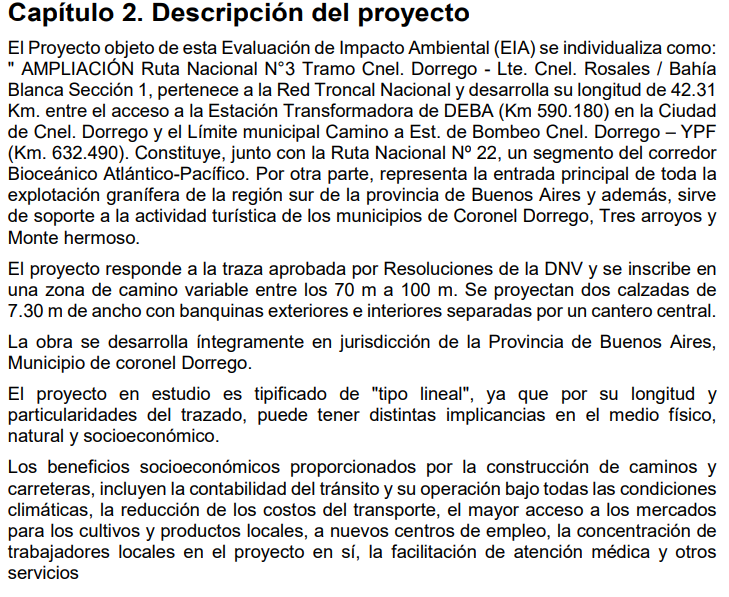 Capítulo 2. Descripción del proyecto
El Proyecto objeto de esta Evaluación de Impacto Ambiental (EIA) se individualiza como:
" AMPLIACIÓN Ruta Nacional N°3 Tramo Cnel. Dorrego - Lte. Cnel. Rosales / Bahía
Blanca Sección 1, pertenece a la Red Troncal Nacional y desarrolla su longitud de 42.31
Km. entre el acceso a la Estación Transformadora de DEBA (Km 590.180) en la Ciudad
de Cnel. Dorrego y el Límite municipal Camino a Est. de Bombeo Cnel. Dorrego – YPF
(Km. 632.490). Constituye, junto con la Ruta Nacional Nº 22, un segmento del corredor
Bioceánico Atlántico-Pacífico. Por otra parte, representa la entrada principal de toda la
explotación granífera de la región sur de la provincia de Buenos Aires y además, sirve
de soporte a la actividad turística de los municipios de Coronel Dorrego, Tres arroyos y
Monte hermoso.
El proyecto responde a la traza aprobada por Resoluciones de la DNV y se inscribe en
una zona de camino variable entre los 70 m a 100 m. Se proyectan dos calzadas de
7.30 m de ancho con banquinas exteriores e interiores separadas por un cantero central.
La obra se desarrolla íntegramente en jurisdicción de la Provincia de Buenos Aires,
Municipio de coronel Dorrego.
El proyecto en estudio es tipificado de "tipo lineal", ya que por su longitud y
particularidades del trazado, puede tener distintas implicancias en el medio físico,
natural y socioeconómico.
Los beneficios socioeconómicos proporcionados por la construcción de caminos y
carreteras, incluyen la contabilidad del tránsito y su operación bajo todas las condiciones
climáticas, la reducción de los costos del transporte, el mayor acceso a los mercados
para los cultivos y productos locales, a nuevos centros de empleo, la concentración de
trabajadores locales en el proyecto en sí, la facilitación de atención médica y otros
servicios